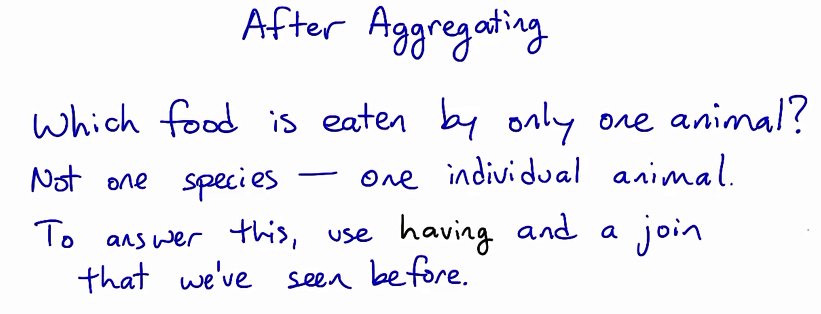 After Aggregating
Which food is eaten by only one animal?
Not one species — one individual animal.
To answer this, use having and a join
that we've seen before.